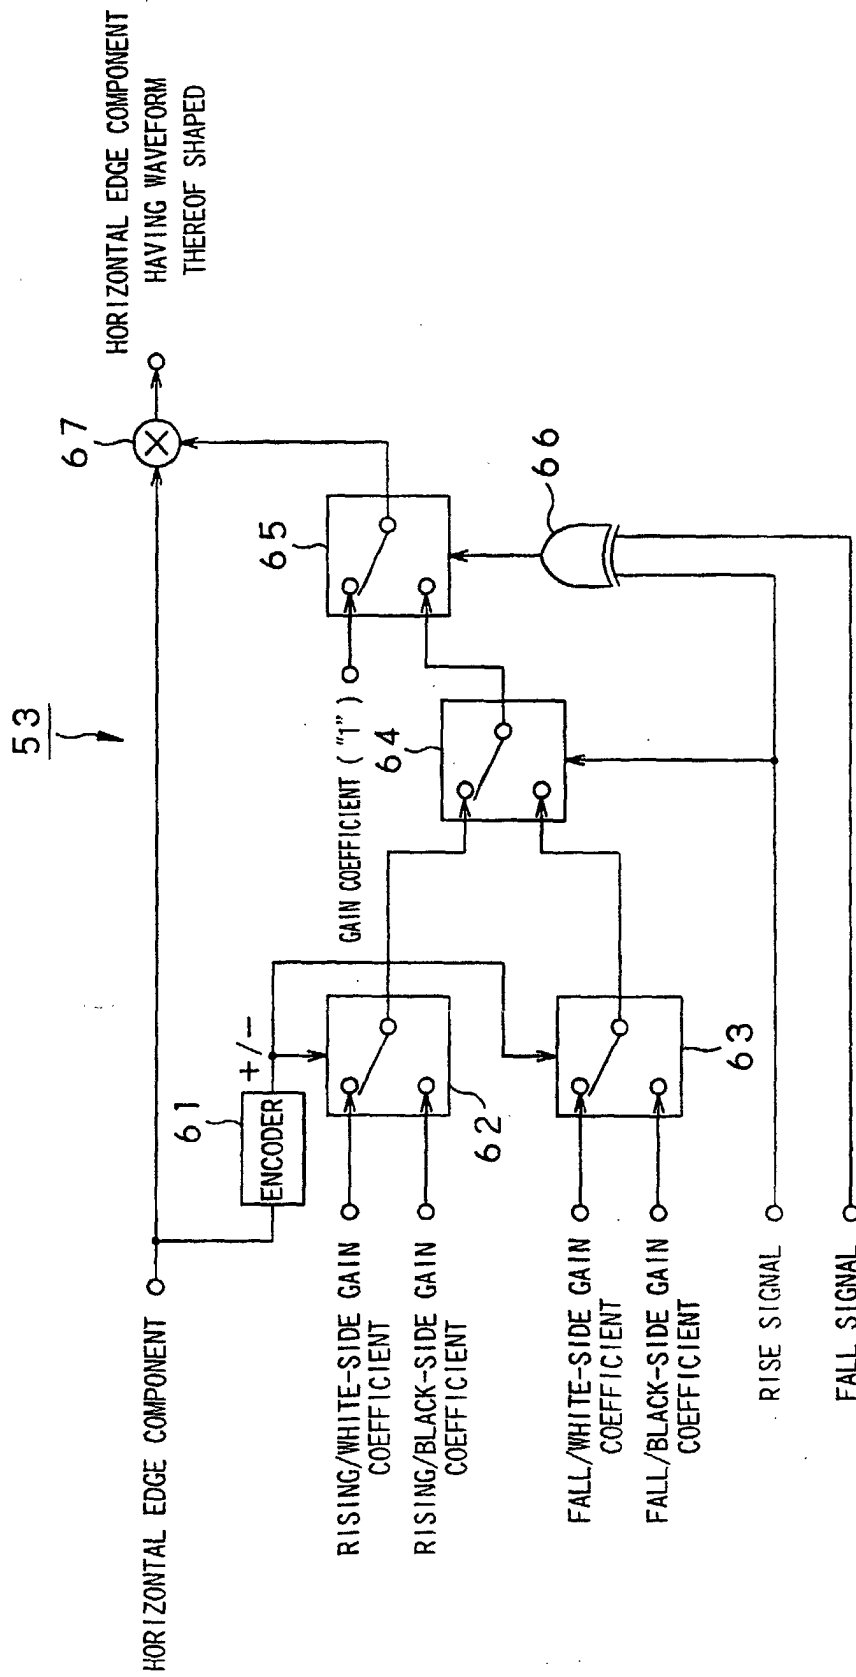 53
HORIZONTAL EDGE COMPONENT
67
HORIZONTAL EDGE COMPONENT
HAVING WAVEFORM
THEREOF SHAPED
61
ENCODER
+/-
RISING/WHITE-SIDE GAIN
COEFFICIENT
RISING/BLACK-SIDE GAIN
COEFFICIENT
62
GAIN COEFFICIENT ( "1" )
65
64
FALL/WHITE-SIDE GAIN
COEFFICIENT
FALL/BLACK-SIDE GAIN
COEFFICIENT
63
66
RISE SIGNAL
FALL SIGNAL